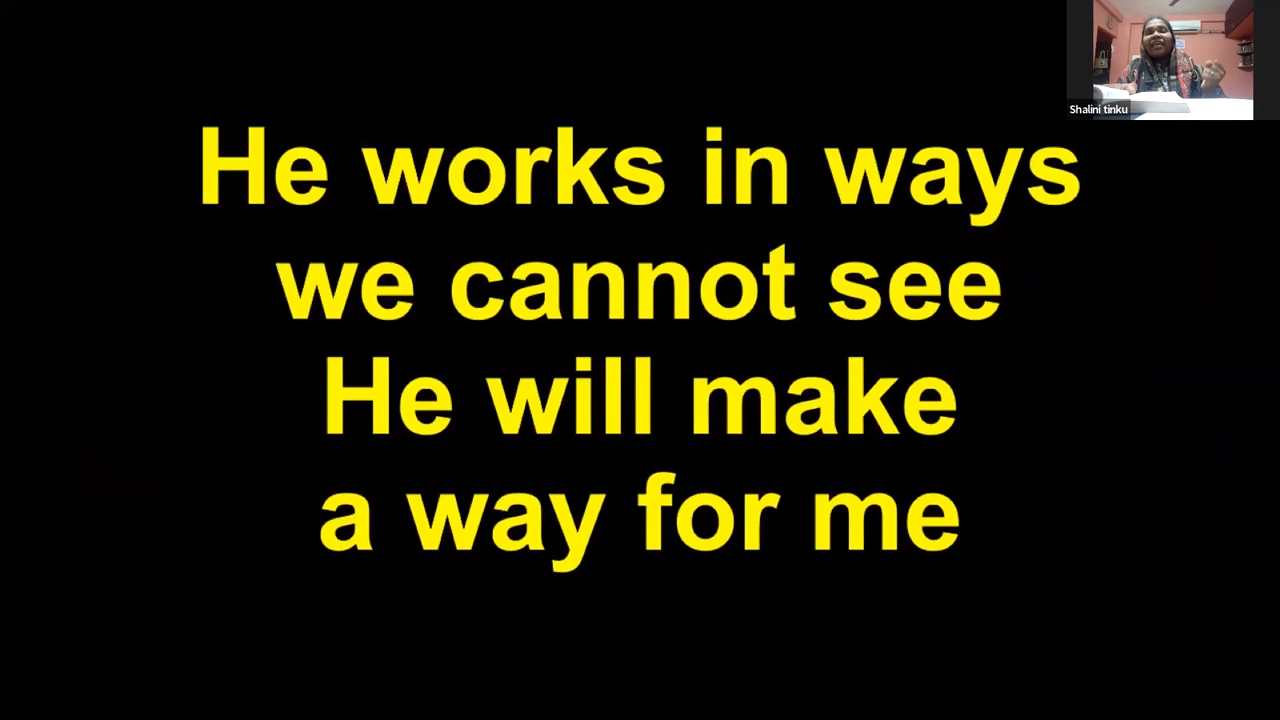 He works in ways
we cannot see
He will make
a way for me
Shalini tinku